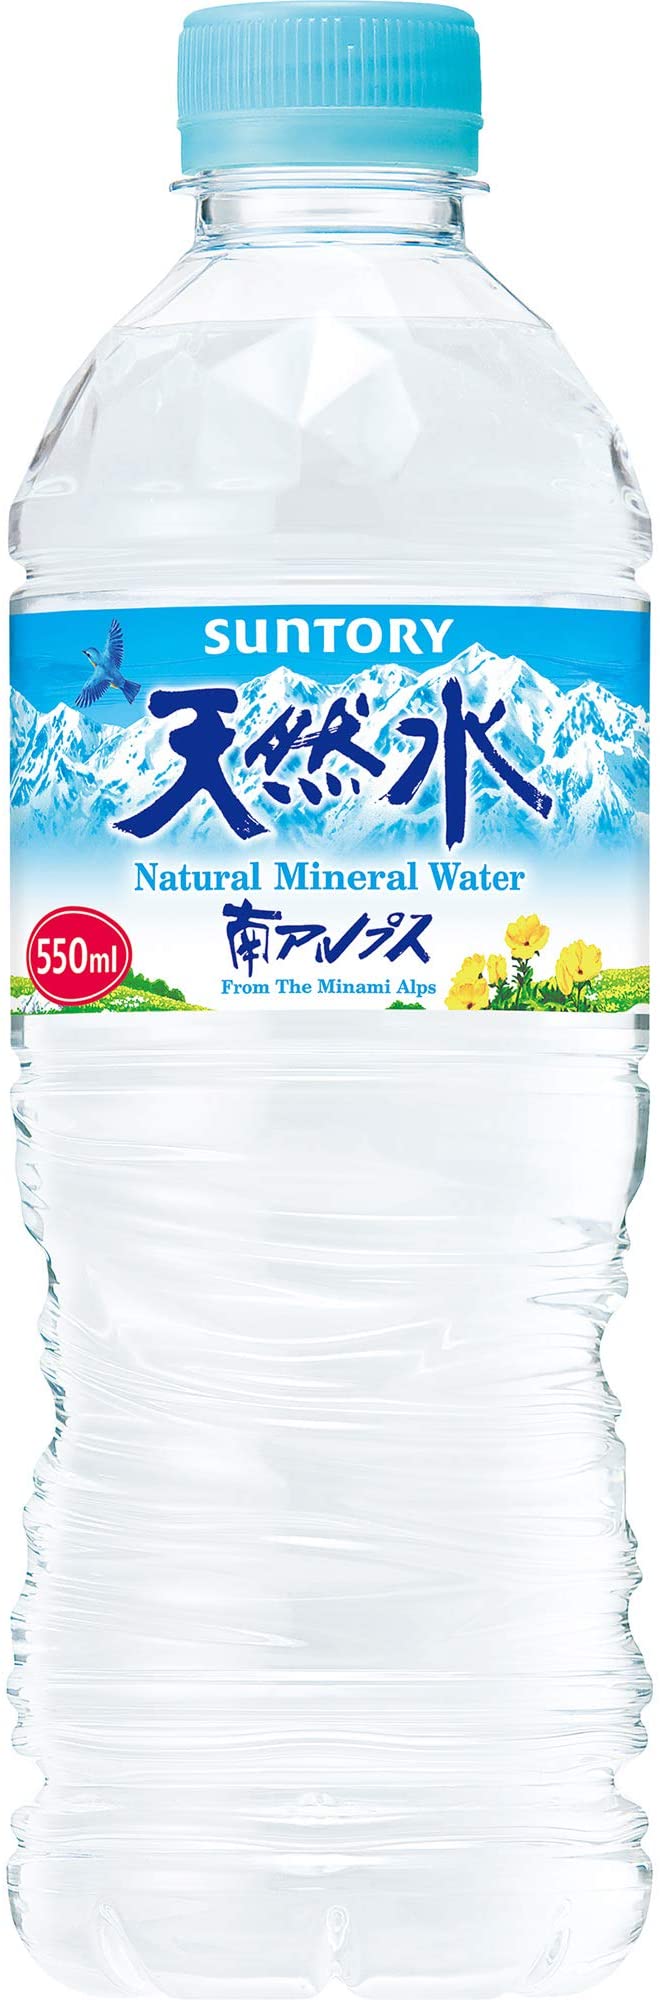 SUNTORY
天然水
Natural Mineral Water
550ml
南アルプス
From The Minami Alps